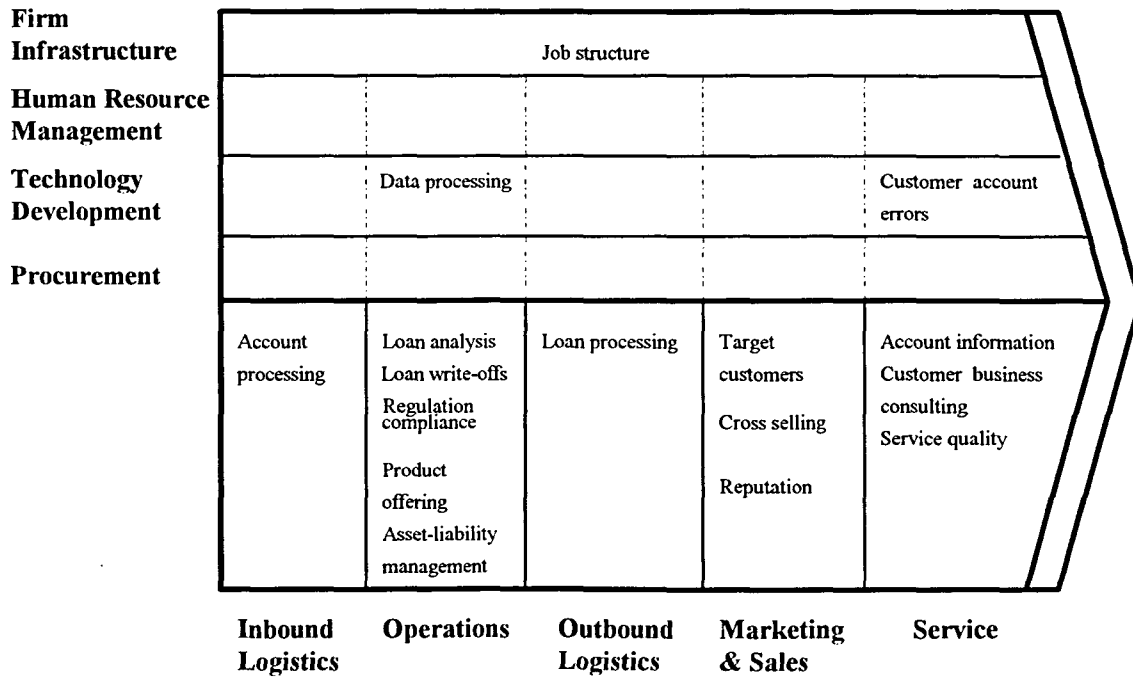 Firm
Infrastructure
Job structure
Human Resource
Management
Technology
Development
Data processing
Customer account
errors
Procurement
Account
processing
Loan analysis
Loan write-offs
Regulation
compliance
Product
offering
Asset-liability
management
Loan processing
Target
customers
Cross selling
Reputation
Account information
Customer business
consulting
Service quality
Inbound
Logistics
Operations
Outbound
Logistics
Marketing
& Sales
Service